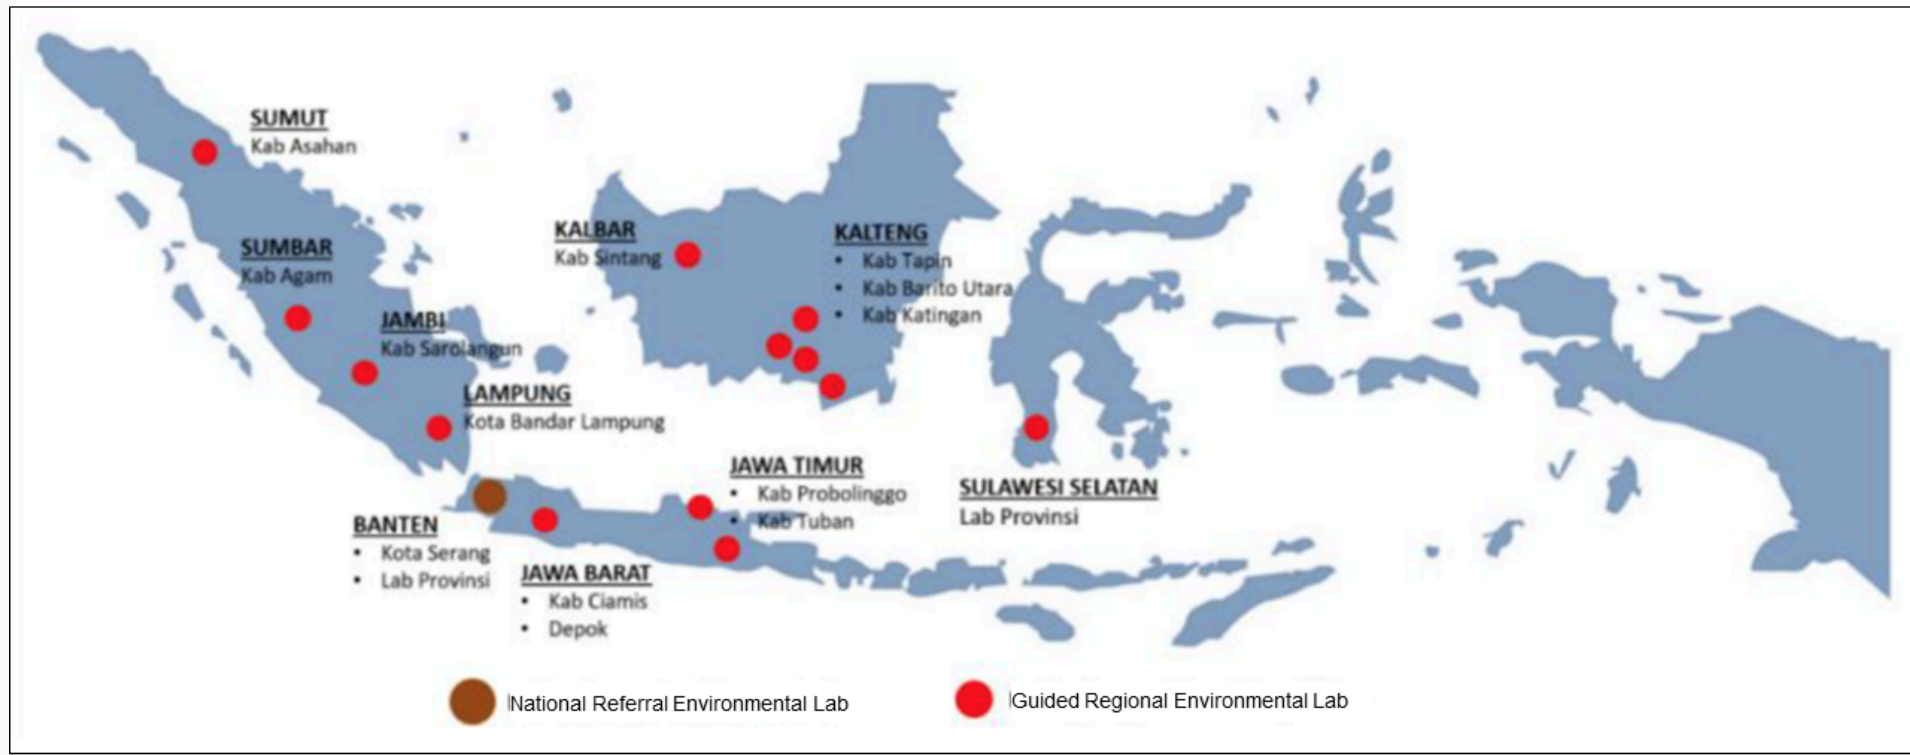 SUMUT
Kab Asahan
SUMBAR
Kab Agam
JAMBI
Kab Sarolangun
LAMPUNG
Kota Bandar Lampung
KALBAR
Kab Sintang
KALTENG
• Kab Tapin
• Kab Barito Utara
• Kab Katingan
JAWA TIMUR
• Kab Probolinggo
• Kab Tuban
SULAWESI SELATAN
Lab Provinsi
BANTEN
• Kota Serang
• Lab Provinsi
JAWA BARAT
• Kab Ciamis
• Depok
National Referral Environmental Lab
Guided Regional Environmental Lab